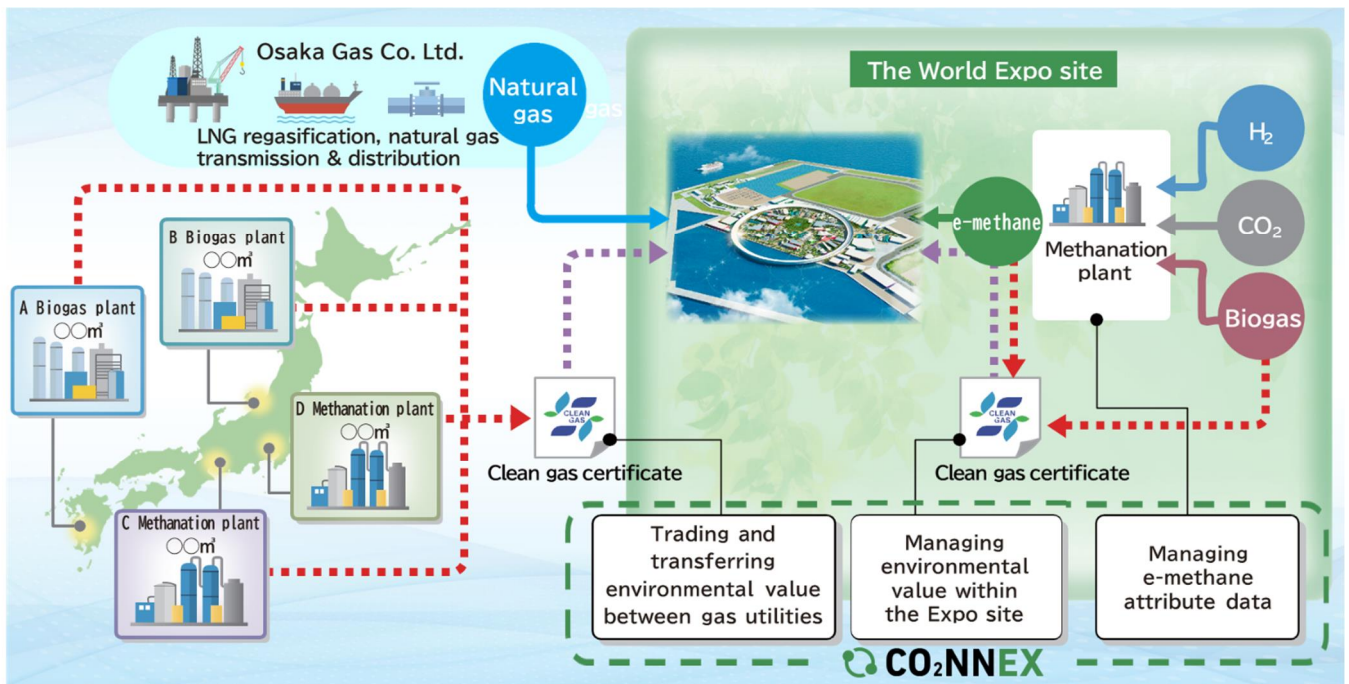 Osaka Gas Co. Ltd.
LNG regasification, natural gas
transmission & distribution
Natural
gas
gas
The World Expo site
H₂
CO₂
Biogas
e-methane
Methanation
plant
B Biogas plant
○○㎥
A Biogas plant
○○㎥
D Methanation plant
○○㎥
C Methanation plant
○○㎥
CLEAN
GAS
Clean gas certificate
CLEAN
GAS
Clean gas certificate
Trading and
transferring
environmental value
between gas utilities
Managing
environmental
value within
the Expo site
Managing
e-methane
attribute data
CO₂NNEX